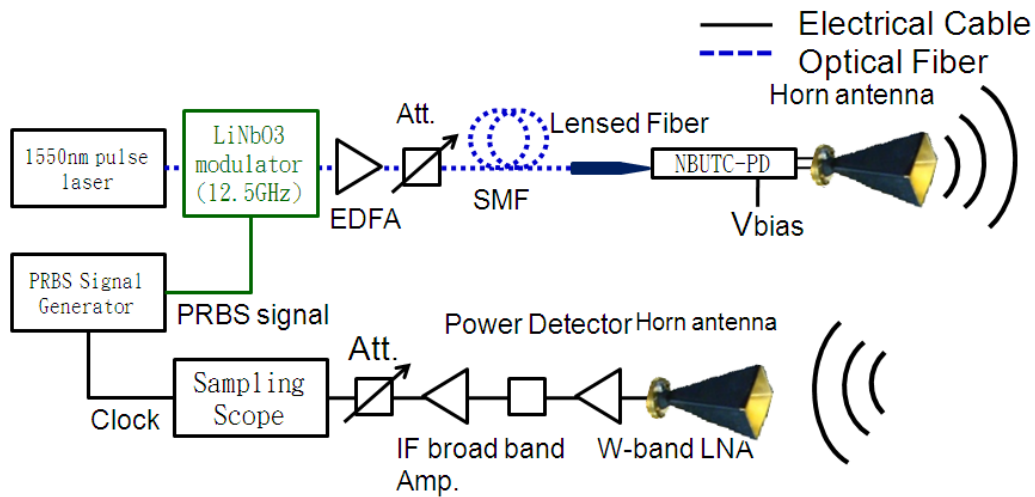 Electrical Cable
Optical Fiber
Horn antenna
Att.
Lensed Fiber
1550nm pulse
laser
LiNbO3
modulator
(12.5GHz)
NBUTC-PD
EDFA
SMF
Vbias
PRBS Signal
Generator
PRBS signal
Power Detector
Horn antenna
Att.
Sampling
Scope
Clock
IF broad band
Amp.
W-band LNA